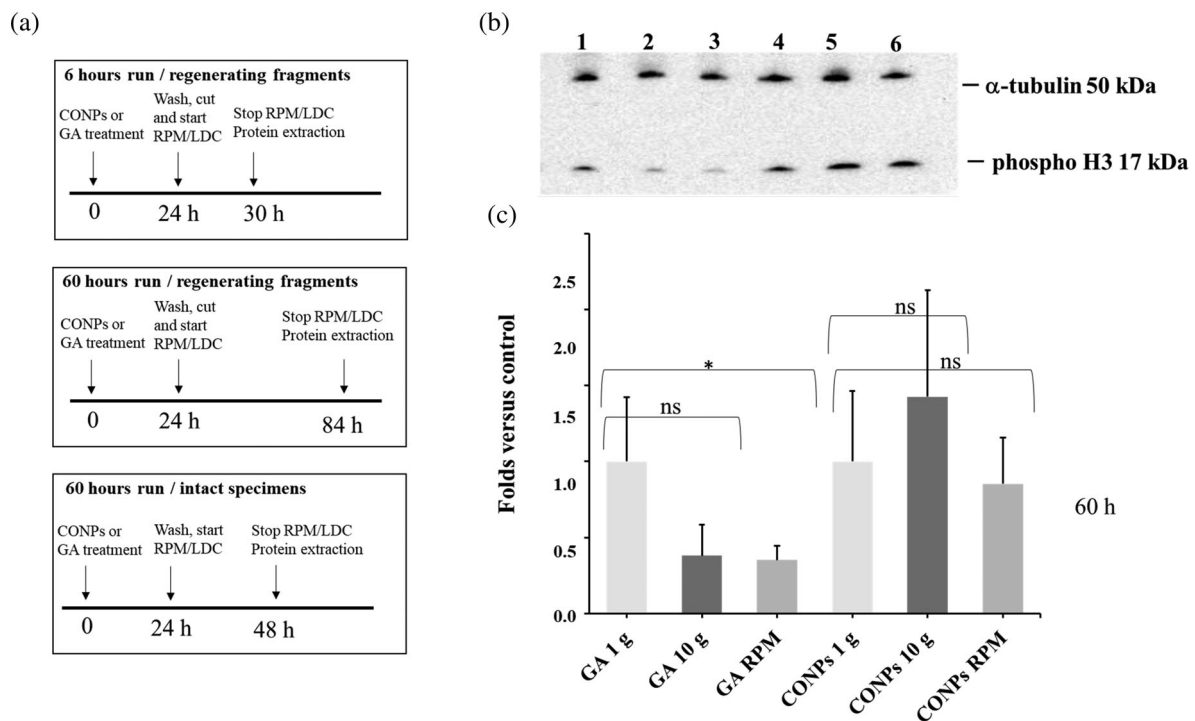 (a)
6 hours run / regenerating fragments
CONPs or
GA treatment
Wash, cut
and start
RPM/LDC
Stop RPM/LDC
Protein extraction
0
24 h
30 h
60 hours run / regenerating fragments
CONPs or
GA treatment
Wash, cut
and start
RPM/LDC
Stop RPM/LDC
Protein extraction
0
24 h
84 h
60 hours run / intact specimens
CONPs or
GA treatment
Wash, start
RPM/LDC
Stop RPM/LDC
Protein extraction
0
24 h
48 h
(b)
1 2 3 4 5 6
– α-tubulin 50 kDa
– phospho H3 17 kDa
(c)
Folds versus control
2.5
2.0
1.5
1.0
0.5
0.0
ns
*
ns
ns
60 h
GA 1 g
GA 10 g
GA RPM
CONPs 1 g
CONPs 10 g
CONPs RPM